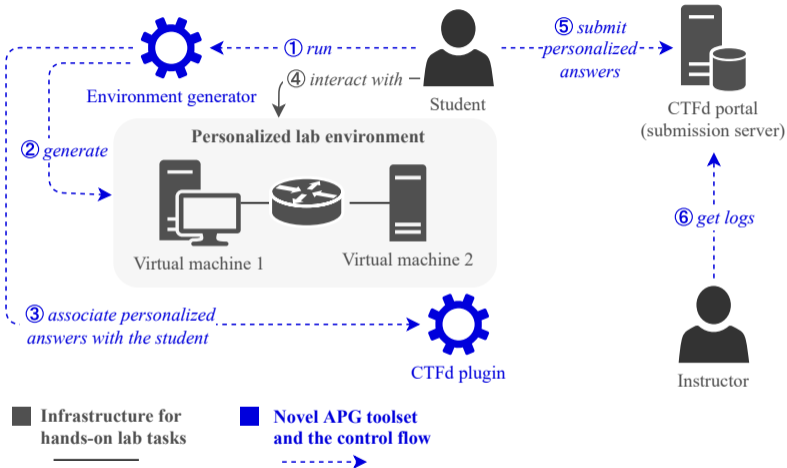 ① run
⑤ submit
personalized
answers
④ interact with
Environment generator
Student
CTFd portal
(submission server)
Personalized lab environment
② generate
Virtual machine 1
Virtual machine 2
⑥ get logs
③ associate personalized
answers with the student
CTFd plugin
Instructor
Infrastructure for
hands-on lab tasks
Novel APG toolset
and the control flow